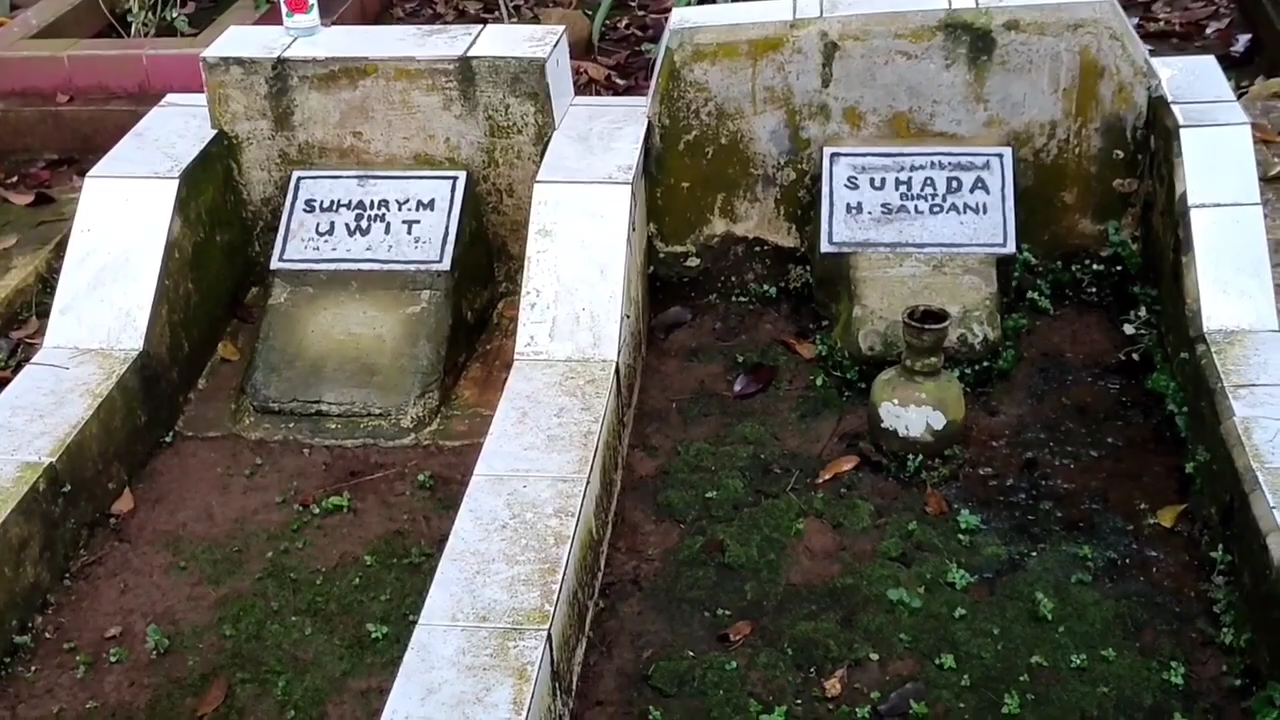 SUHAIRY.M
BIN
UWIT
SUHADA
BINTI
H. SALDANI